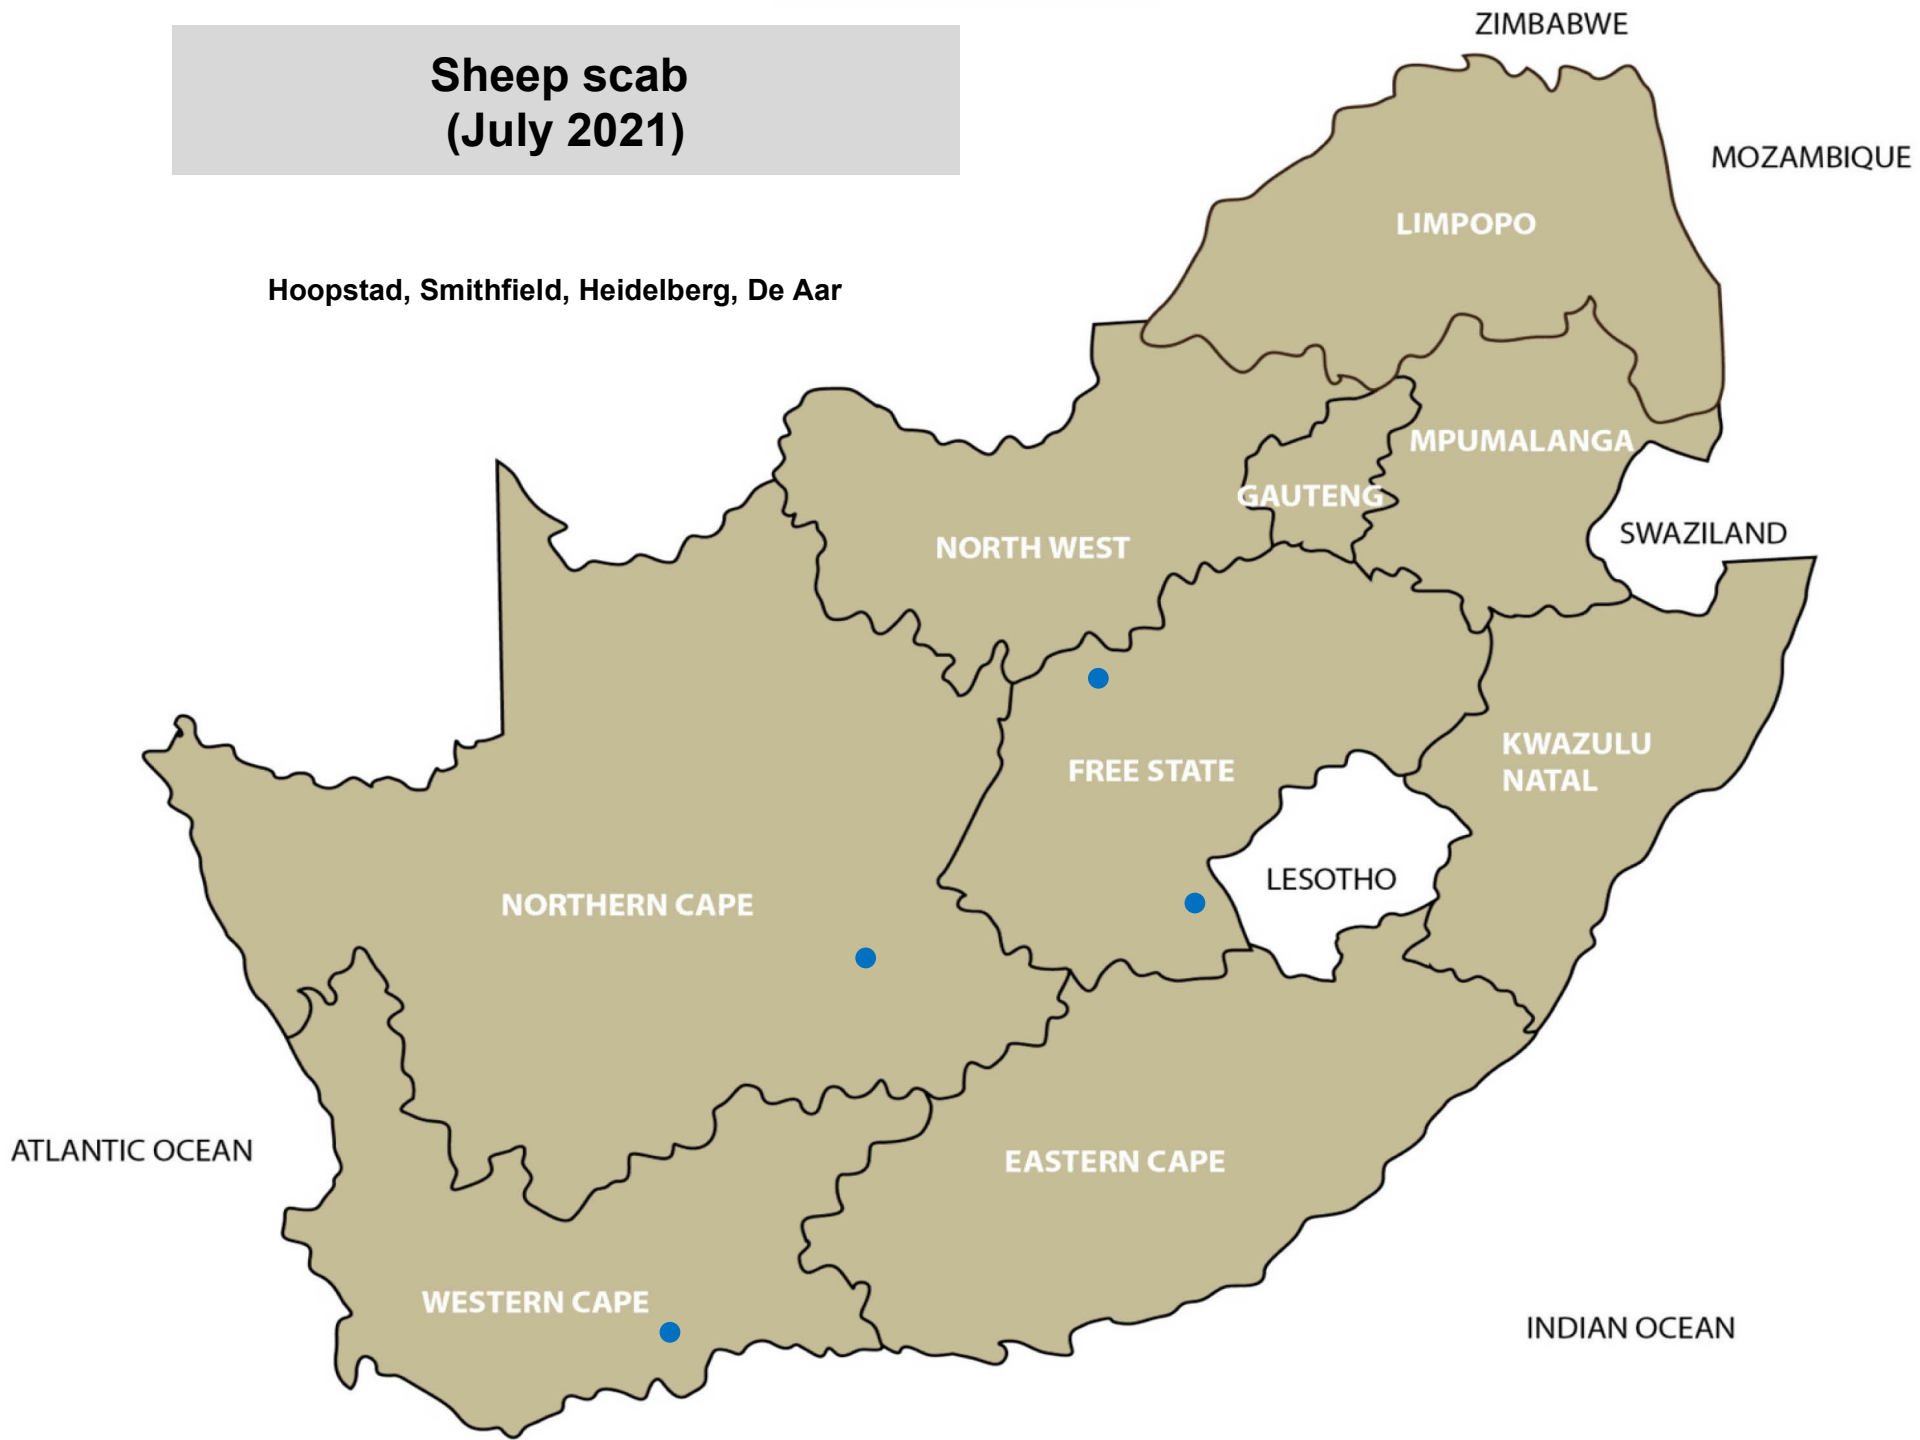 Sheep scab
(July 2021)
Hoopstad, Smithfield, Heidelberg, De Aar
ZIMBABWE
MOZAMBIQUE
LIMPOPO
MPUMALANGA
GAUTENG
SWAZILAND
NORTH WEST
KWAZULU
NATAL
FREE STATE
LESOTHO
NORTHERN CAPE
ATLANTIC OCEAN
EASTERN CAPE
WESTERN CAPE
INDIAN OCEAN